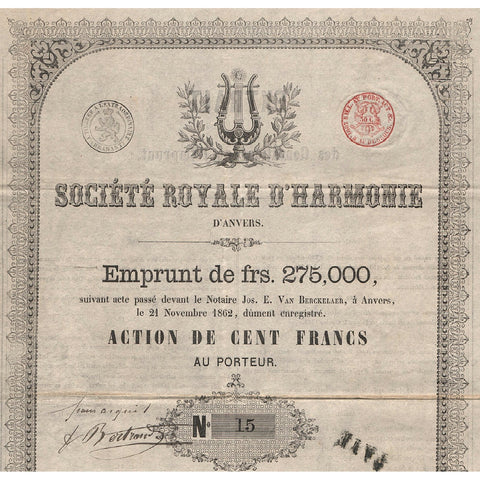 SOCIÉTÉ ROYALE D'HARMONIE
D'ANVERS.
Emprunt de frs. 275,000,
suivant acte passé devant le Notaire Jos. E. Van Berckelaer, à Anvers,
le 21 Novembre 1862, dûment enregistré.
ACTION DE CENT FRANCS
AU PORTEUR.
No 15